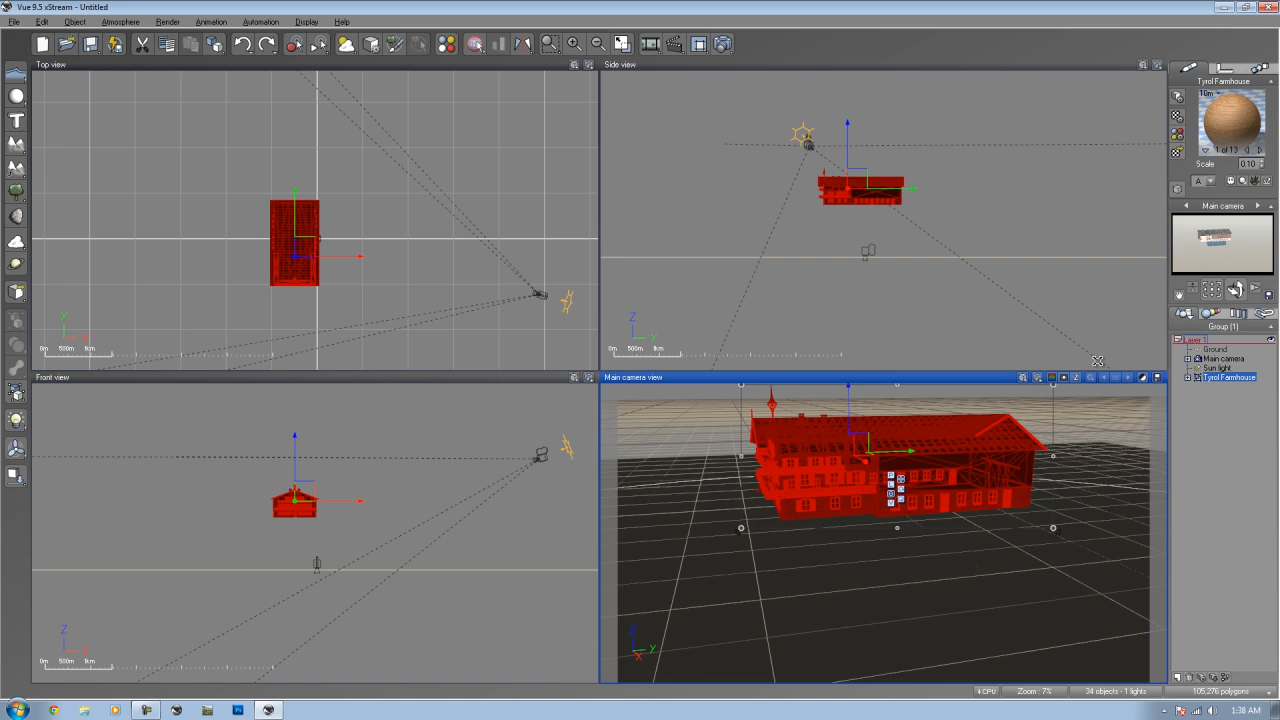 Vue 9.5 xStream - Untitled
File Edit Object Atmosphere Render Animation Automation Display Help
Top view
Side view
Tyrol Farmhouse
10m
1 of 13
Scale 0.10
A
Main camera
Y
X
0m 500m 1km
Z
Y
0m 500m 1km
Group (1)
Layer 1
Ground
Main camera
Sun light
Tyrol Farmhouse
Front view
Main camera view
Z
X
0m 500m 1km
Z
Y
X
CPU Zoom : 7% 34 objects - 1 lights 105,276 polygons
1:38 AM